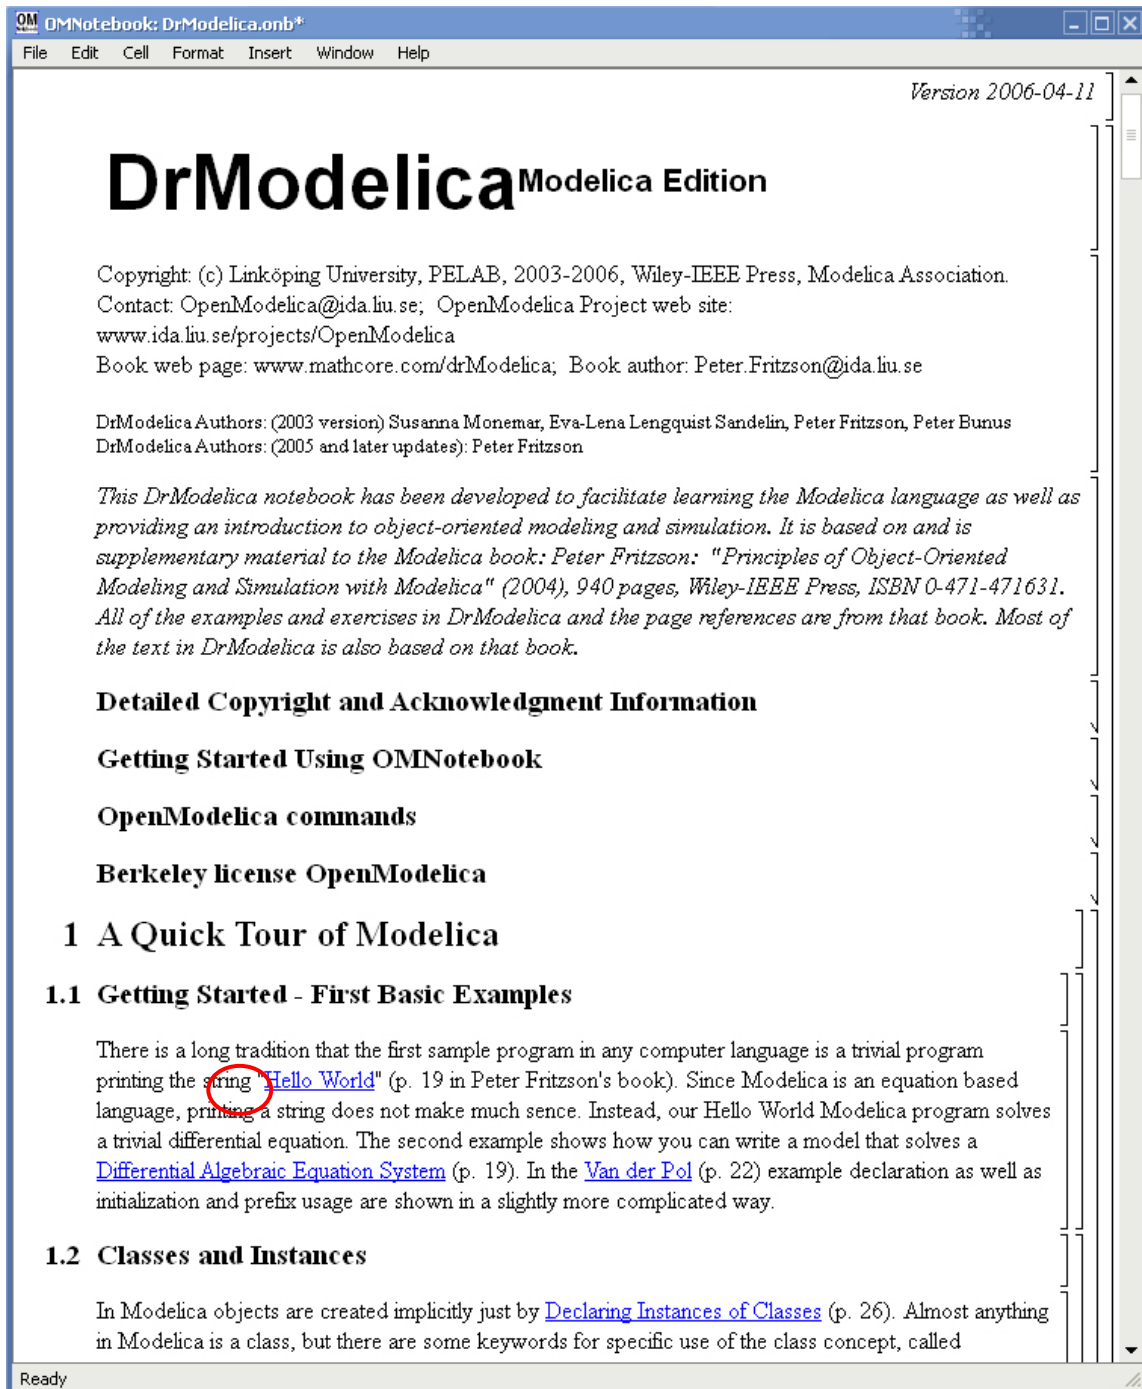 OMNotebook: DrModelica.onb*
File Edit Cell Format Insert Window Help
Version 2006-04-11
DrModelica Modelica Edition
Copyright: (c) Linköping University, PELAB, 2003-2006, Wiley-IEEE Press, Modelica Association.
Contact: OpenModelica@ida.liu.se; OpenModelica Project web site:
www.ida.liu.se/projects/OpenModelica
Book web page: www.mathcore.com/drModelica; Book author: Peter.Fritzson@ida.liu.se
DrModelica Authors: (2003 version) Susanna Monemar, Eva-Lena Lengquist Sandelin, Peter Fritzson, Peter Bunus
DrModelica Authors: (2005 and later updates): Peter Fritzson
This DrModelica notebook has been developed to facilitate learning the Modelica language as well as
providing an introduction to object-oriented modeling and simulation. It is based on and is
supplementary material to the Modelica book: Peter Fritzson: "Principles of Object-Oriented
Modeling and Simulation with Modelica" (2004), 940 pages, Wiley-IEEE Press, ISBN 0-471-471631.
All of the examples and exercises in DrModelica and the page references are from that book. Most of
the text in DrModelica is also based on that book.
Detailed Copyright and Acknowledgment Information
Getting Started Using OMNotebook
OpenModelica commands
Berkeley license OpenModelica
1 A Quick Tour of Modelica
1.1 Getting Started - First Basic Examples
There is a long tradition that the first sample program in any computer language is a trivial program
printing the string "Hello World" (p. 19 in Peter Fritzson's book). Since Modelica is an equation based
language, printing a string does not make much sence. Instead, our Hello World Modelica program solves
a trivial differential equation. The second example shows how you can write a model that solves a
Differential Algebraic Equation System (p. 19). In the Van der Pol (p. 22) example declaration as well as
initialization and prefix usage are shown in a slightly more complicated way.
1.2 Classes and Instances
In Modelica objects are created implicitly just by Declaring Instances of Classes (p. 26). Almost anything
in Modelica is a class, but there are some keywords for specific use of the class concept, called
Ready